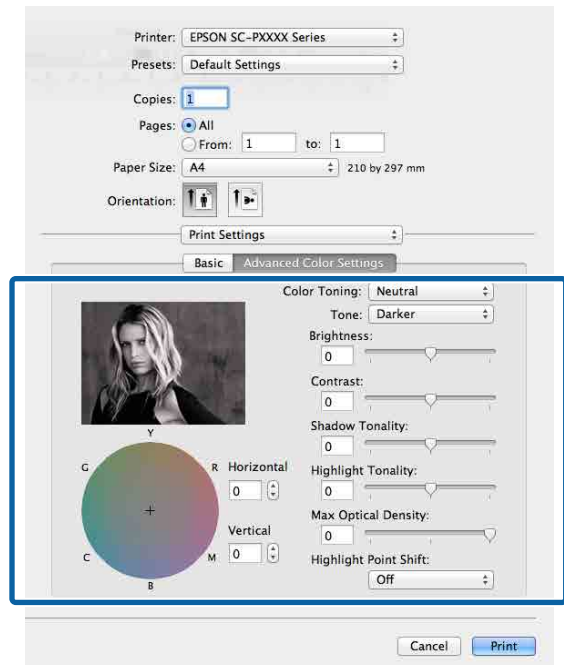 Printer: EPSON SC-PXXXX Series
Presets: Default Settings
Copies: 1
Pages: All
From: 1 to: 1
Paper Size: A4 210 by 297 mm
Orientation:
Print Settings
Basic Advanced Color Settings
Color Toning: Neutral
Tone: Darker
Brightness:
0
Contrast:
0
Shadow Tonality:
0
Highlight Tonality:
0
Max Optical Density:
0
Highlight Point Shift:
Off
Y
G R
C M
B
Horizontal
0
Vertical
0
Cancel Print